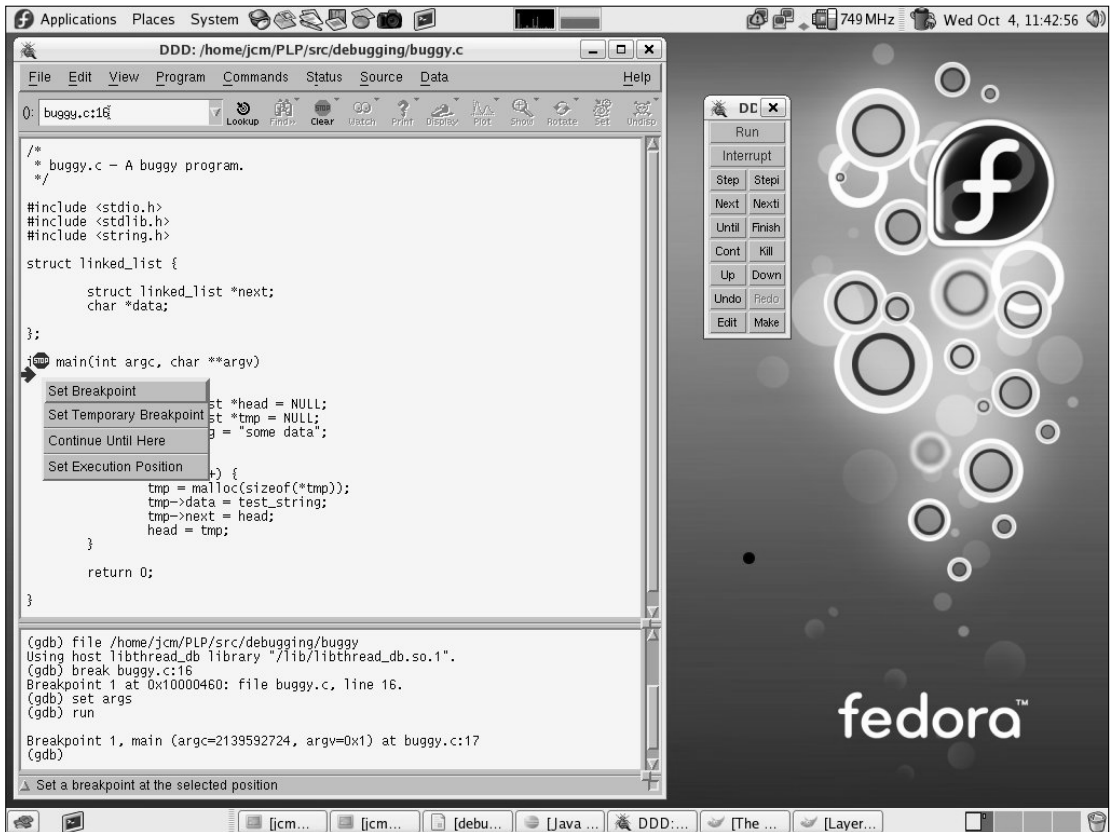 Applications Places System
749 MHz
Wed Oct 4, 11:42:56
DDD: /home/jcm/PLP/src/debugging/buggy.c
File Edit View Program Commands Status Source Data Help
(): buggy.c:16
Lookup Find» Clear Watch Print Display Plot Show Rotate Set Undisp
STOP
/*
* buggy.c – A buggy program.
*/
#include <stdio.h>
#include <stdlib.h>
#include <string.h>
struct linked_list {
struct linked_list *next;
char *data;
};
STOP main(int argc, char **argv)
Set Breakpoint
st *head = NULL;
Set Temporary Breakpoint
st *tmp = NULL;
g = "some data";
Continue Until Here
Set Execution Position
+) {
tmp = malloc(sizeof(*tmp));
tmp–>data = test_string;
tmp–>next = head;
head = tmp;
}
return 0;
}
(gdb) file /home/jcm/PLP/src/debugging/buggy
Using host libthread_db library "/lib/libthread_db.so.1".
(gdb) break buggy.c:16
Breakpoint 1 at 0x10000460: file buggy.c, line 16.
(gdb) set args
(gdb) run
Breakpoint 1, main (argc=2139592724, argv=0x1) at buggy.c:17
(gdb)
Set a breakpoint at the selected position
DD
Run
Interrupt
Step Stepi
Next Nexti
Until Finish
Cont Kill
Up Down
Undo Redo
Edit Make
fedora™
[jcm... [jcm... [debu... [Java ... DDD:... [The ... [Layer...